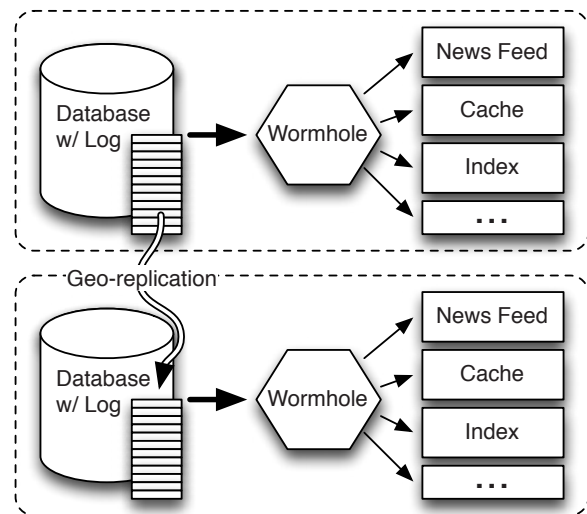 News Feed
Database
w/ Log
Wormhole
Cache
Index
...
Geo-replication
News Feed
Database
w/ Log
Wormhole
Cache
Index
...